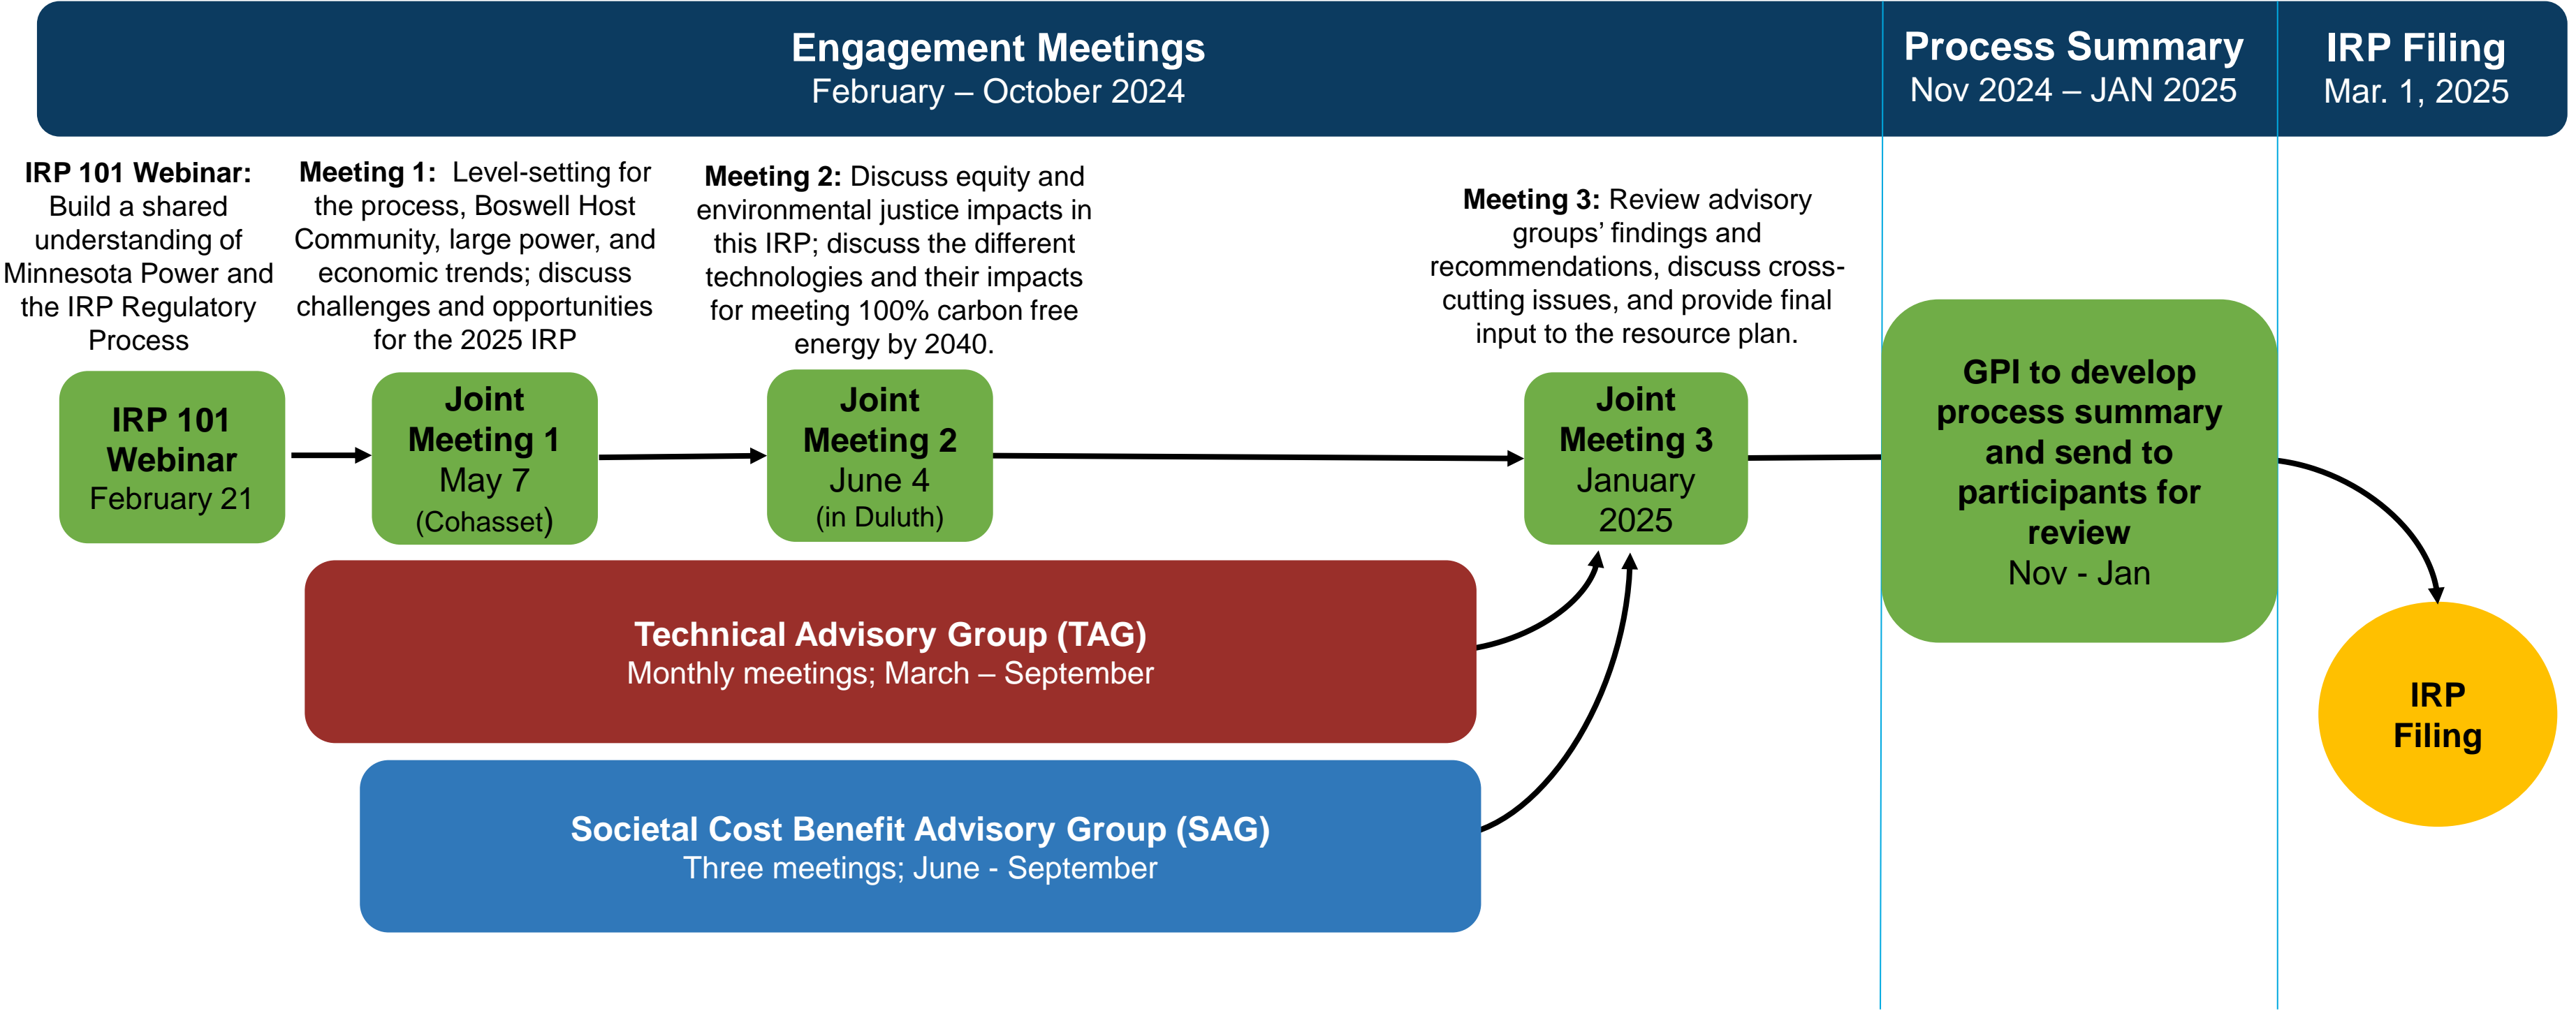 Engagement Meetings
February – October 2024
Process Summary
Nov 2024 – JAN 2025
IRP Filing
Mar. 1, 2025
IRP 101 Webinar:
Build a shared
understanding of
Minnesota Power and
the IRP Regulatory
Process
Meeting 1: Level-setting for
the process, Boswell Host
Community, large power, and
economic trends; discuss
challenges and opportunities
for the 2025 IRP
Meeting 2: Discuss equity and
environmental justice impacts in
this IRP; discuss the different
technologies and their impacts
for meeting 100% carbon free
energy by 2040.
Meeting 3: Review advisory
groups’ findings and
recommendations, discuss cross-
cutting issues, and provide final
input to the resource plan.
IRP 101
Webinar
February 21
Joint
Meeting 1
May 7
(Cohasset)
Joint
Meeting 2
June 4
(in Duluth)
Joint
Meeting 3
January
2025
GPI to develop
process summary
and send to
participants for
review
Nov - Jan
Technical Advisory Group (TAG)
Monthly meetings; March – September
Societal Cost Benefit Advisory Group (SAG)
Three meetings; June - September
IRP
Filing